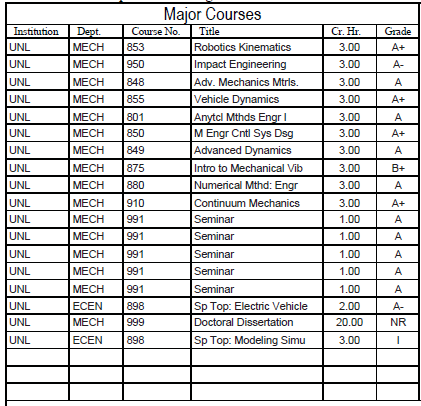 Major Courses
Institution Dept. Course No. Title Cr. Hr. Grade
UNL MECH 853 Robotics Kinematics 3.00 A+
UNL MECH 950 Impact Engineering 3.00 A-
UNL MECH 848 Adv. Mechanics Mtrls. 3.00 A
UNL MECH 855 Vehicle Dynamics 3.00 A+
UNL MECH 801 Anytcl Mthds Engr I 3.00 A
UNL MECH 850 M Engr Cntl Sys Dsg 3.00 A+
UNL MECH 849 Advanced Dynamics 3.00 A
UNL MECH 875 Intro to Mechanical Vib 3.00 B+
UNL MECH 880 Numerical Mthd: Engr 3.00 A
UNL MECH 910 Continuum Mechanics 3.00 A+
UNL MECH 991 Seminar 1.00 A
UNL MECH 991 Seminar 1.00 A
UNL MECH 991 Seminar 1.00 A
UNL MECH 991 Seminar 1.00 A
UNL MECH 991 Seminar 1.00 A
UNL ECEN 898 Sp Top: Electric Vehicle 2.00 A-
UNL MECH 999 Doctoral Dissertation 20.00 NR
UNL ECEN 898 Sp Top: Modeling Simu 3.00 I